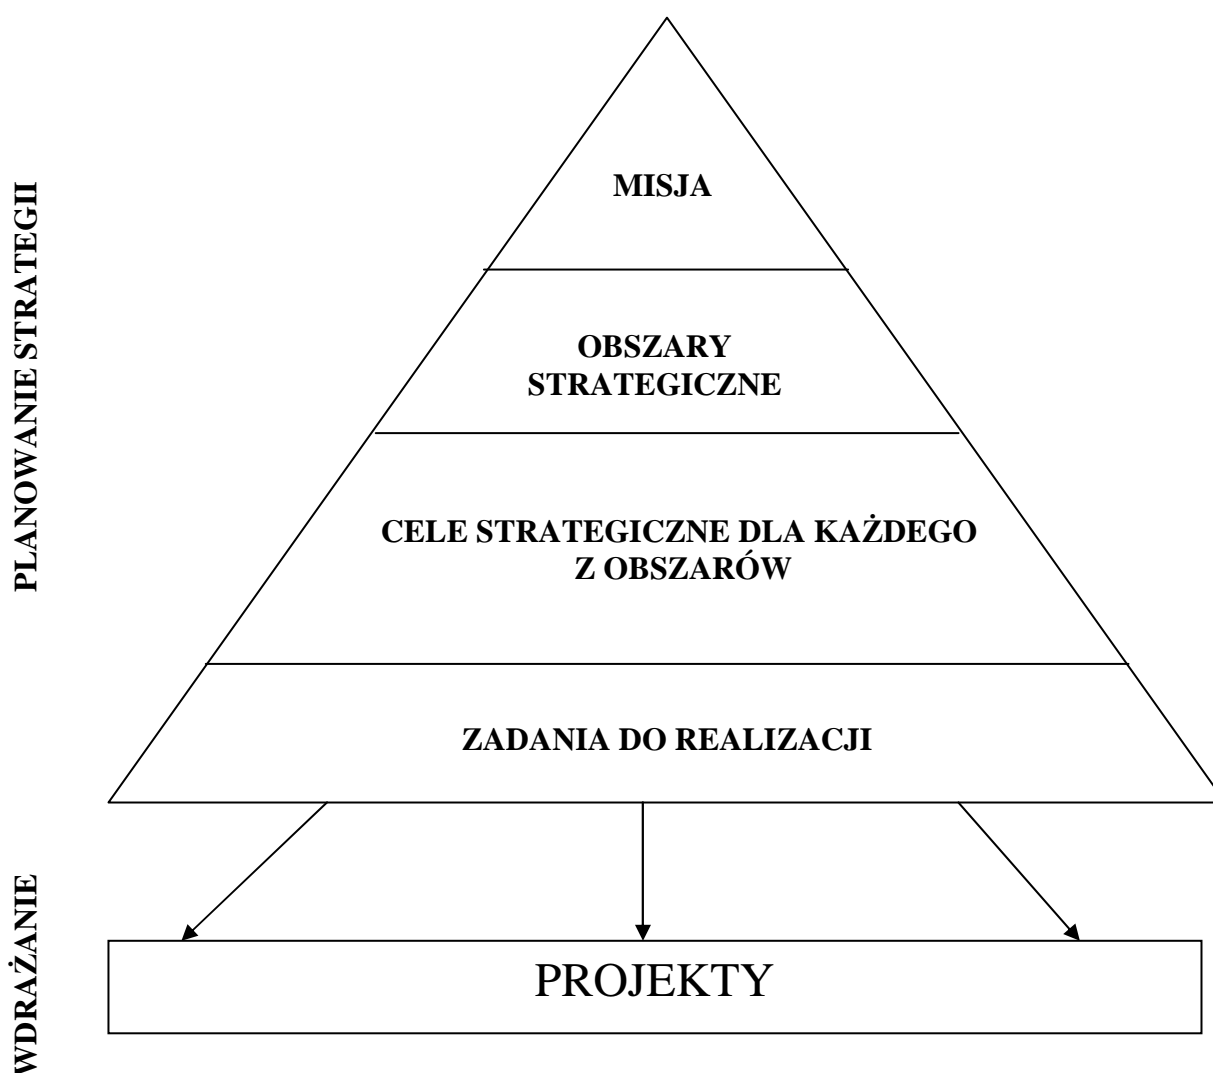 PLANOWANIE STRATEGII
MISJA
OBSZARY
STRATEGICZNE
CELE STRATEGICZNE DLA KAŻDEGO
Z OBSZARÓW
ZADANIA DO REALIZACJI
WDRAŻANIE
PROJEKTY